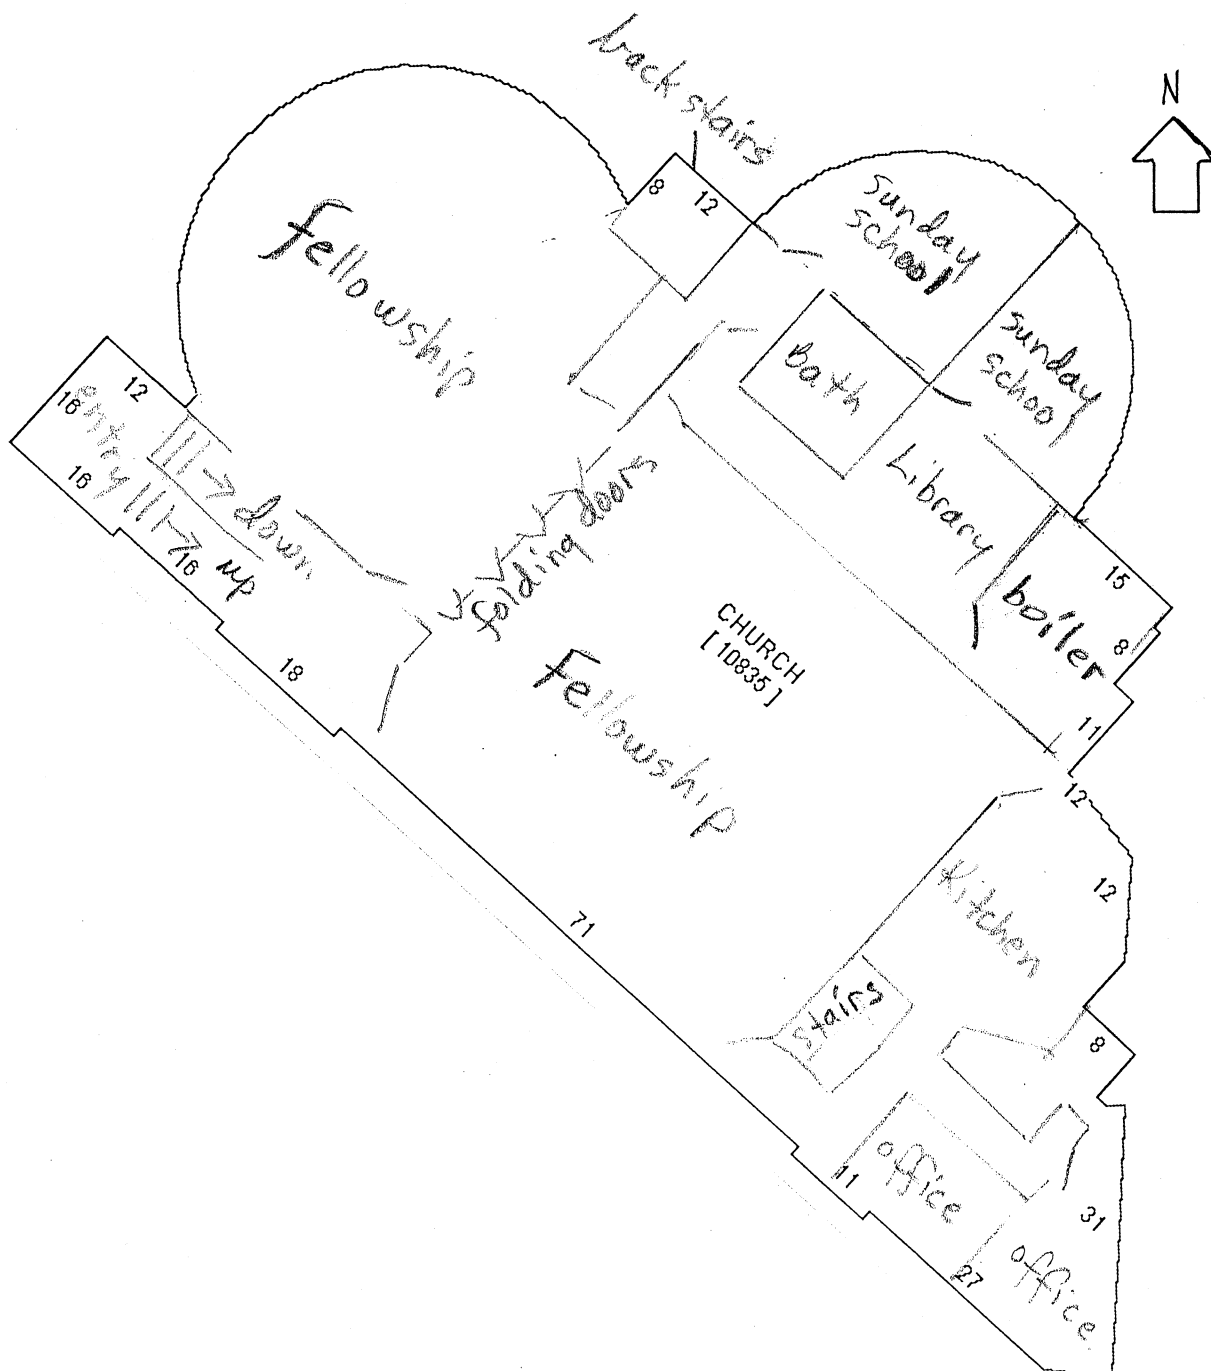 back stairs
N
8
12
Sunday
school
Fellowship
Sunday
school
Bath
12
16
entry
16
down
up
16
18
folding door
Library
15
boiler
8
11
CHURCH
[10835]
Fellowship
12
12
Kitchen
71
stairs
8
11
office
31
27
office